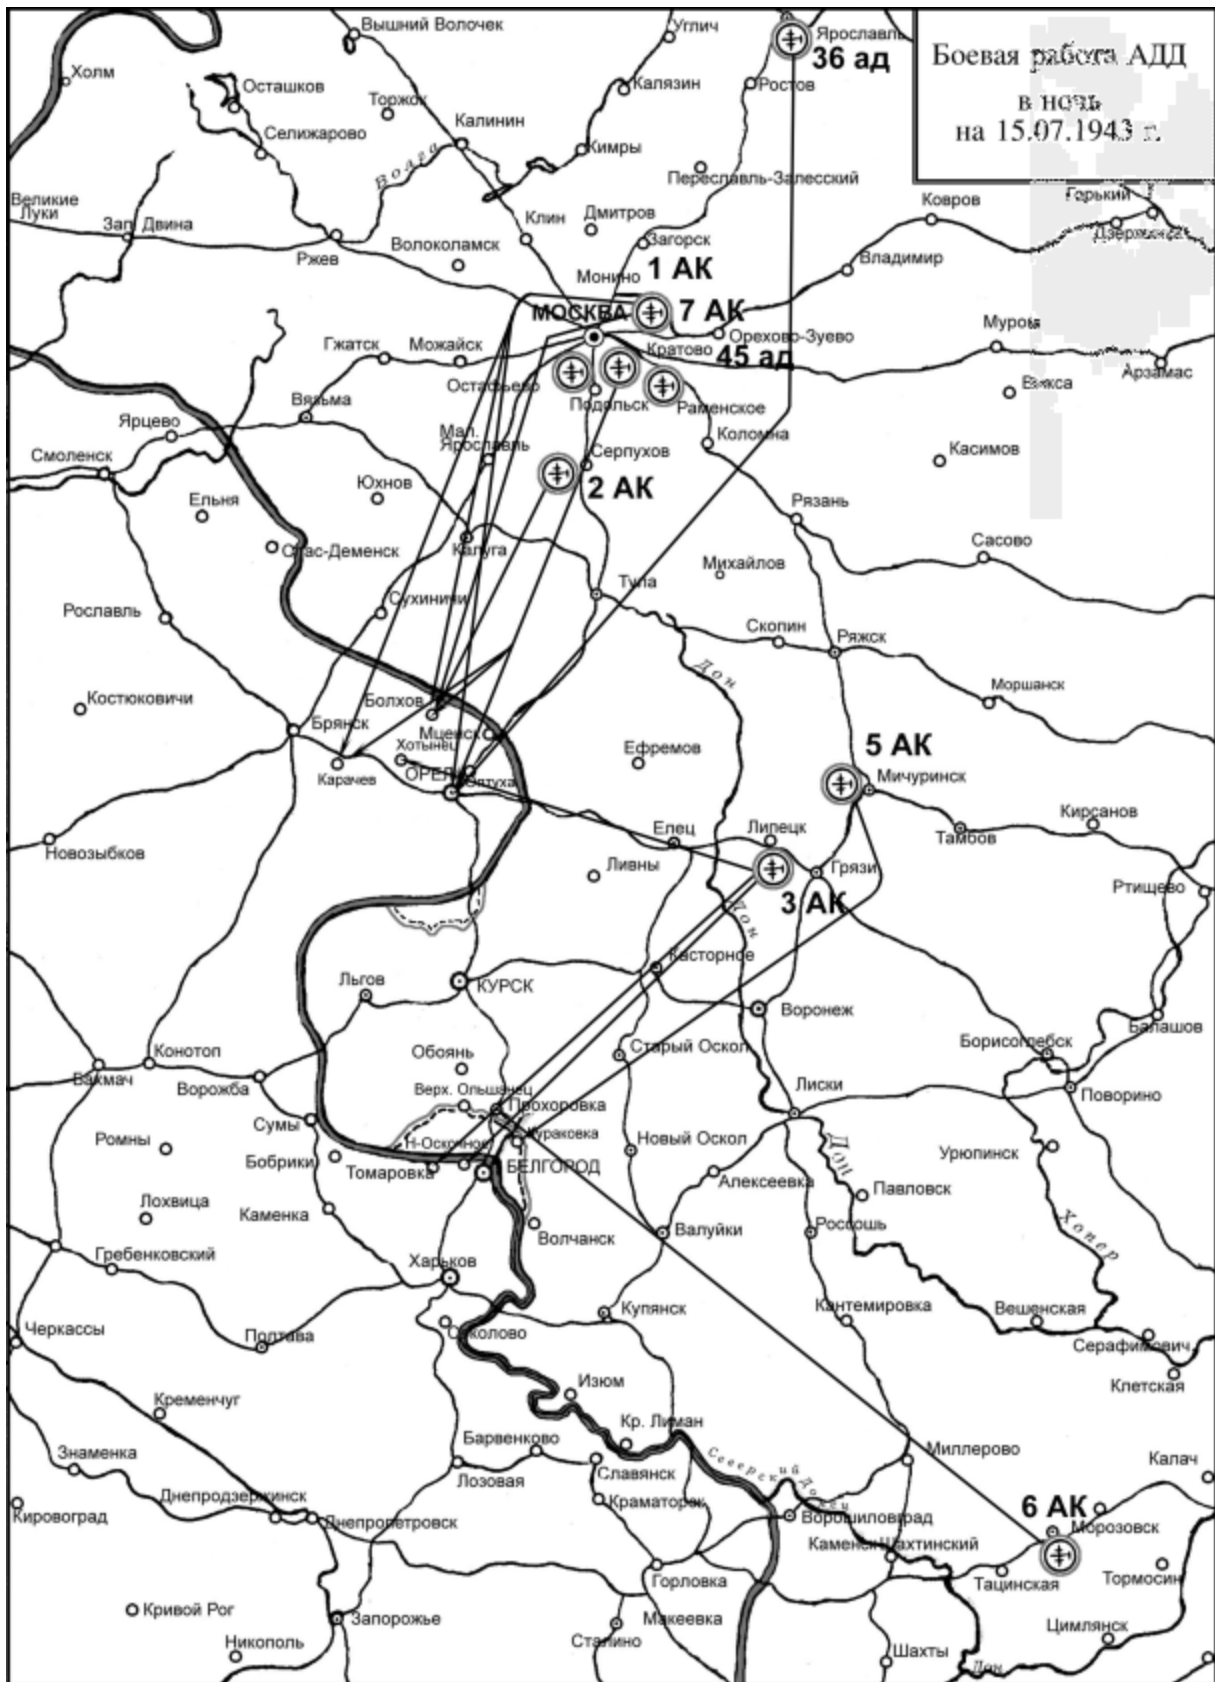 Вышний Волочек
Углич
Ярославль
36 ад
Боевая работа АДД
в ночь
на 15.07.1943 г.
Холм
Осташков
Торжок
Калязин
Ростов
Селижарово
Калинин
Волга
Кимры
Переславль-Залесский
Великие
Луки
Зап. Двина
Ржев
Волоколамск
Клин
Дмитров
Загорск
Ковров
Горький
Дзержинск
Владимир
Монино
1 АК
7 АК
МОСКВА
Орехово-Зуево
Муром
Гжатск
Можайск
Кратово
45 ад
Остафьево
Подольск
Раменское
Выкса
Арзамас
Вязьма
Ярцево
Мал.
Ярославль
Коломна
Смоленск
Серпухов
Касимов
Юхнов
2 АК
Ельня
Рязань
Спас-Деменск
Калуга
Сасово
Михайлов
Тула
Рославль
Сухиничи
Скопин
Ряжск
Дон
Костюковичи
Болхов
Моршанск
Брянск
Мценск
Хотынец
Ефремов
5 АК
Карачев
ОРЕЛ
Оптуха
Мичуринск
Новозыбков
Елец
Липецк
Тамбов
Кирсанов
Ливны
Грязи
Ртищево
3 АК
Дон
Касторное
Льгов
КУРСК
Воронеж
Балашов
Конотоп
Обоянь
Старый Оскол
Борисоглебск
Бахмач
Ворожба
Верх. Ольшанец
Прохоровка
Лиски
Поворино
Сумы
Ромны
Н-Оскочное
Кураковка
Новый Оскол
Дон
Урюпинск
Бобрики
Томаровка
БЕЛГОРОД
Алексеевка
Павловск
Лохвица
Каменка
Волчанск
Валуйки
Россошь
Хопер
Гребенковский
Харьков
Купянск
Кантемировка
Вешенская
Черкассы
Полтава
Соколово
Серафимович
Клетская
Изюм
Кременчуг
Кр. Лиман
Знаменка
Барвенково
Северский Донец
Миллерово
Калач
Лозовая
Славянск
Кировоград
Днепродзержинск
Днепропетровск
Краматорск
Ворошиловград
6 АК
Морозовск
Каменск-Шахтинский
Горловка
Тацинская
Тормосин
Кривой Рог
Запорожье
Макеевка
Цимлянск
Никополь
Сталино
Шахты
Дон